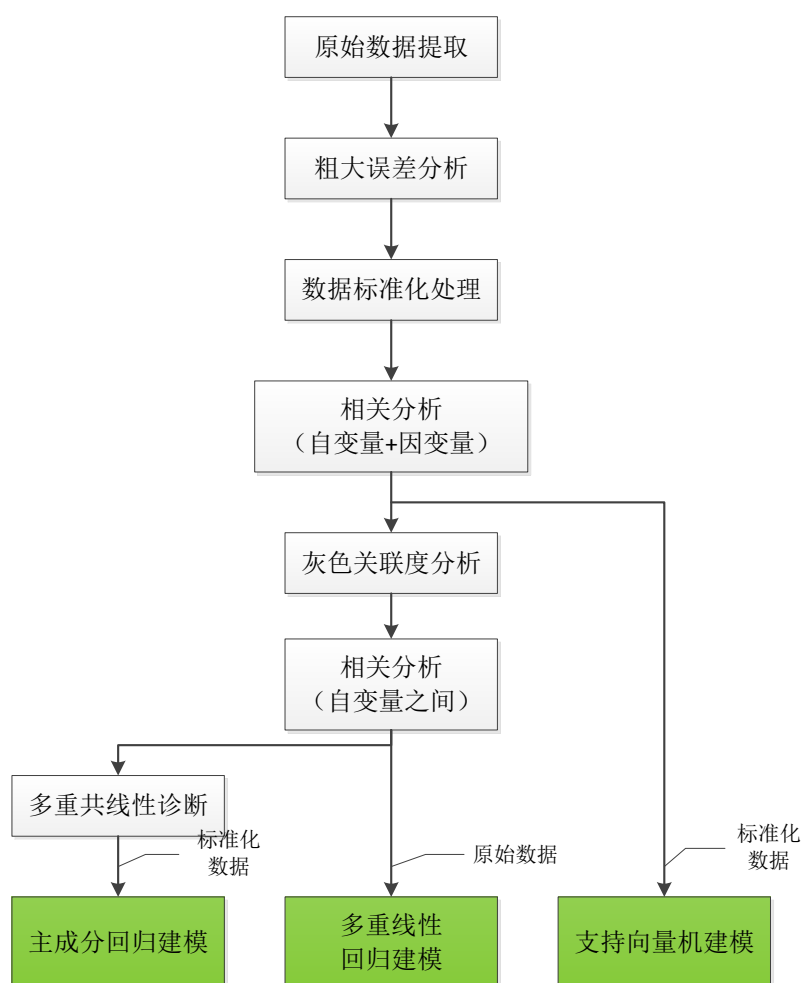 原始数据提取
粗大误差分析
数据标准化处理
相关分析
（自变量+因变量）
灰色关联度分析
相关分析
（自变量之间）
多重共线性诊断
标准化
数据
原始数据
标准化
数据
主成分回归建模
多重线性
回归建模
支持向量机建模